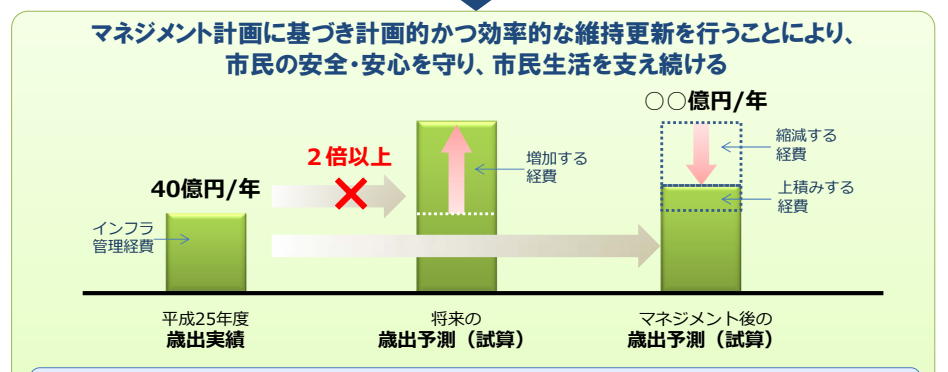 マネジメント計画に基づき計画的かつ効率的な維持更新を行うことにより、
市民の安全・安心を守り、市民生活を支え続ける
○○億円/年
２倍以上
40億円/年
増加する
経費
縮減する
経費
上積みする
経費
インフラ
管理経費
平成25年度
歳出実績
将来の
歳出予測（試算）
マネジメント後の
歳出予測（試算）